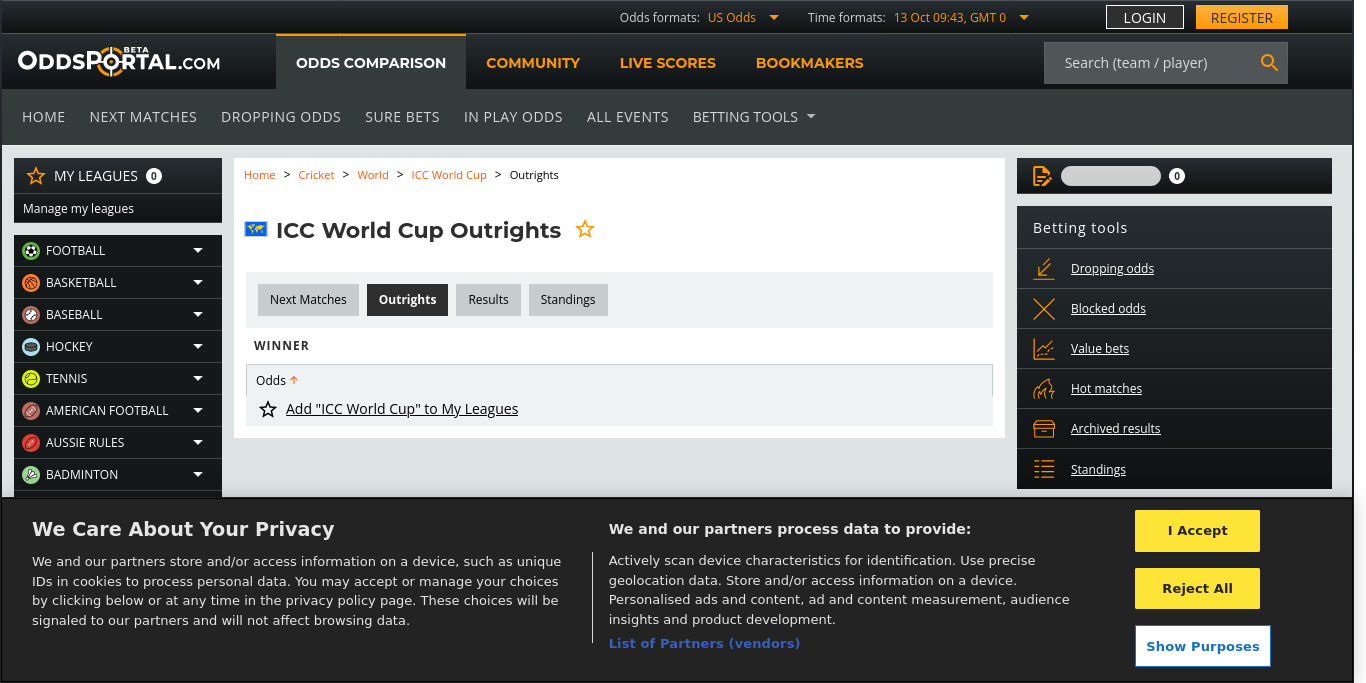 Odds formats: US Odds Time formats: 13 Oct 09:43, GMT 0 LOGIN REGISTER
ODDSPORTAL.COM BETA
ODDS COMPARISON COMMUNITY LIVE SCORES BOOKMAKERS Search (team / player)
HOME NEXT MATCHES DROPPING ODDS SURE BETS IN PLAY ODDS ALL EVENTS BETTING TOOLS
MY LEAGUES 0
Manage my leagues
FOOTBALL
BASKETBALL
BASEBALL
HOCKEY
TENNIS
AMERICAN FOOTBALL
AUSSIE RULES
BADMINTON
Home > Cricket > World > ICC World Cup > Outrights
ICC World Cup Outrights
Next Matches Outrights Results Standings
WINNER
Odds
Add "ICC World Cup" to My Leagues
0
Betting tools
Dropping odds
Blocked odds
Value bets
Hot matches
Archived results
Standings
We Care About Your Privacy
We and our partners store and/or access information on a device, such as unique
IDs in cookies to process personal data. You may accept or manage your choices
by clicking below or at any time in the privacy policy page. These choices will be
signaled to our partners and will not affect browsing data.
We and our partners process data to provide:
Actively scan device characteristics for identification. Use precise
geolocation data. Store and/or access information on a device.
Personalised ads and content, ad and content measurement, audience
insights and product development.
List of Partners (vendors)
I Accept
Reject All
Show Purposes